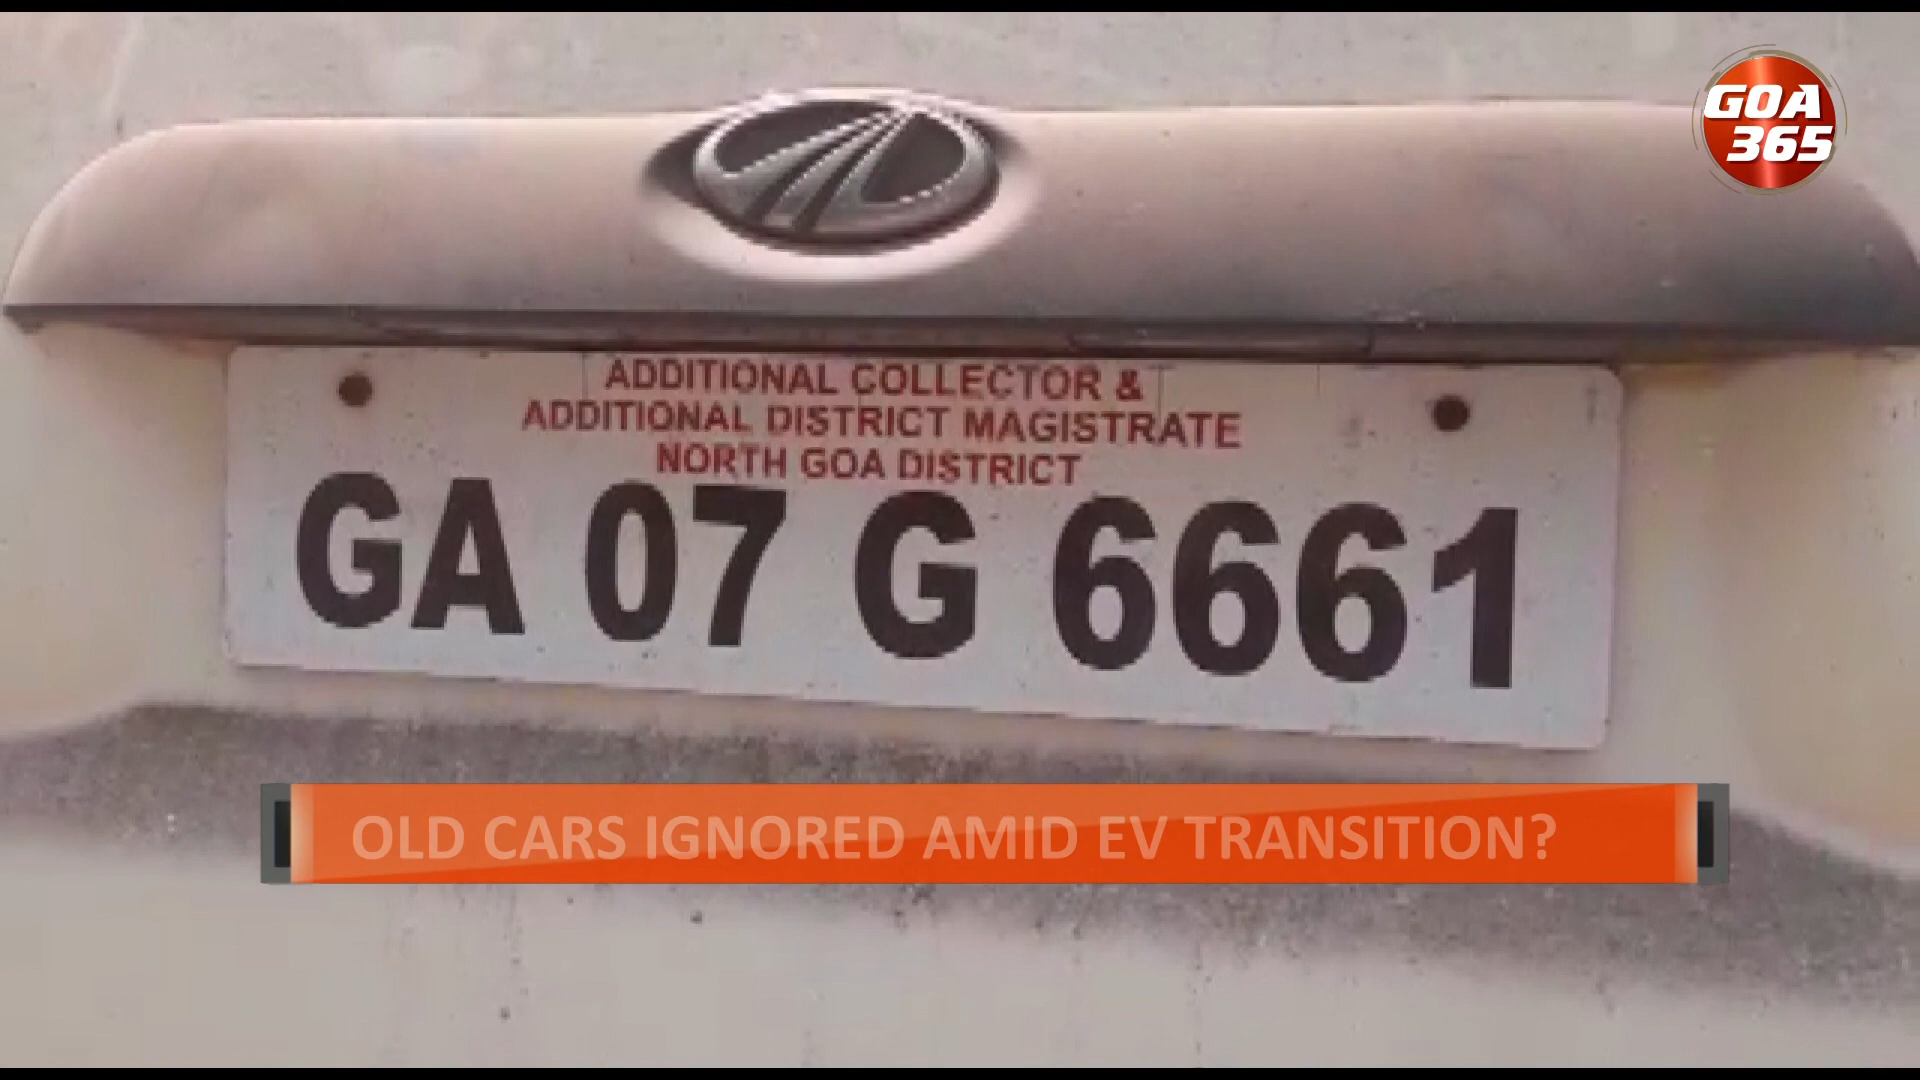 GOA
365
ADDITIONAL COLLECTOR &
ADDITIONAL DISTRICT MAGISTRATE
NORTH GOA DISTRICT
GA 07 G 6661
OLD CARS IGNORED AMID EV TRANSITION?